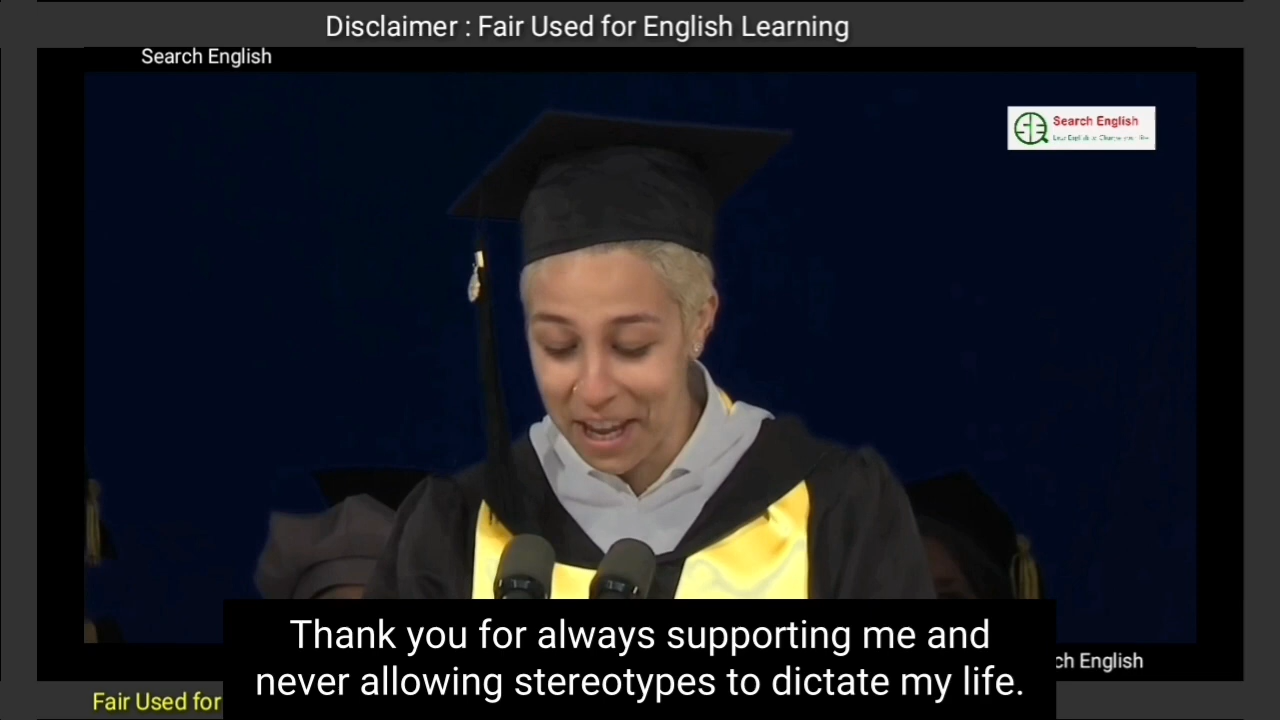 Disclaimer : Fair Used for English Learning
Search English
Search English
Thank you for always supporting me and
never allowing stereotypes to dictate my life.
ch English
Fair Used for